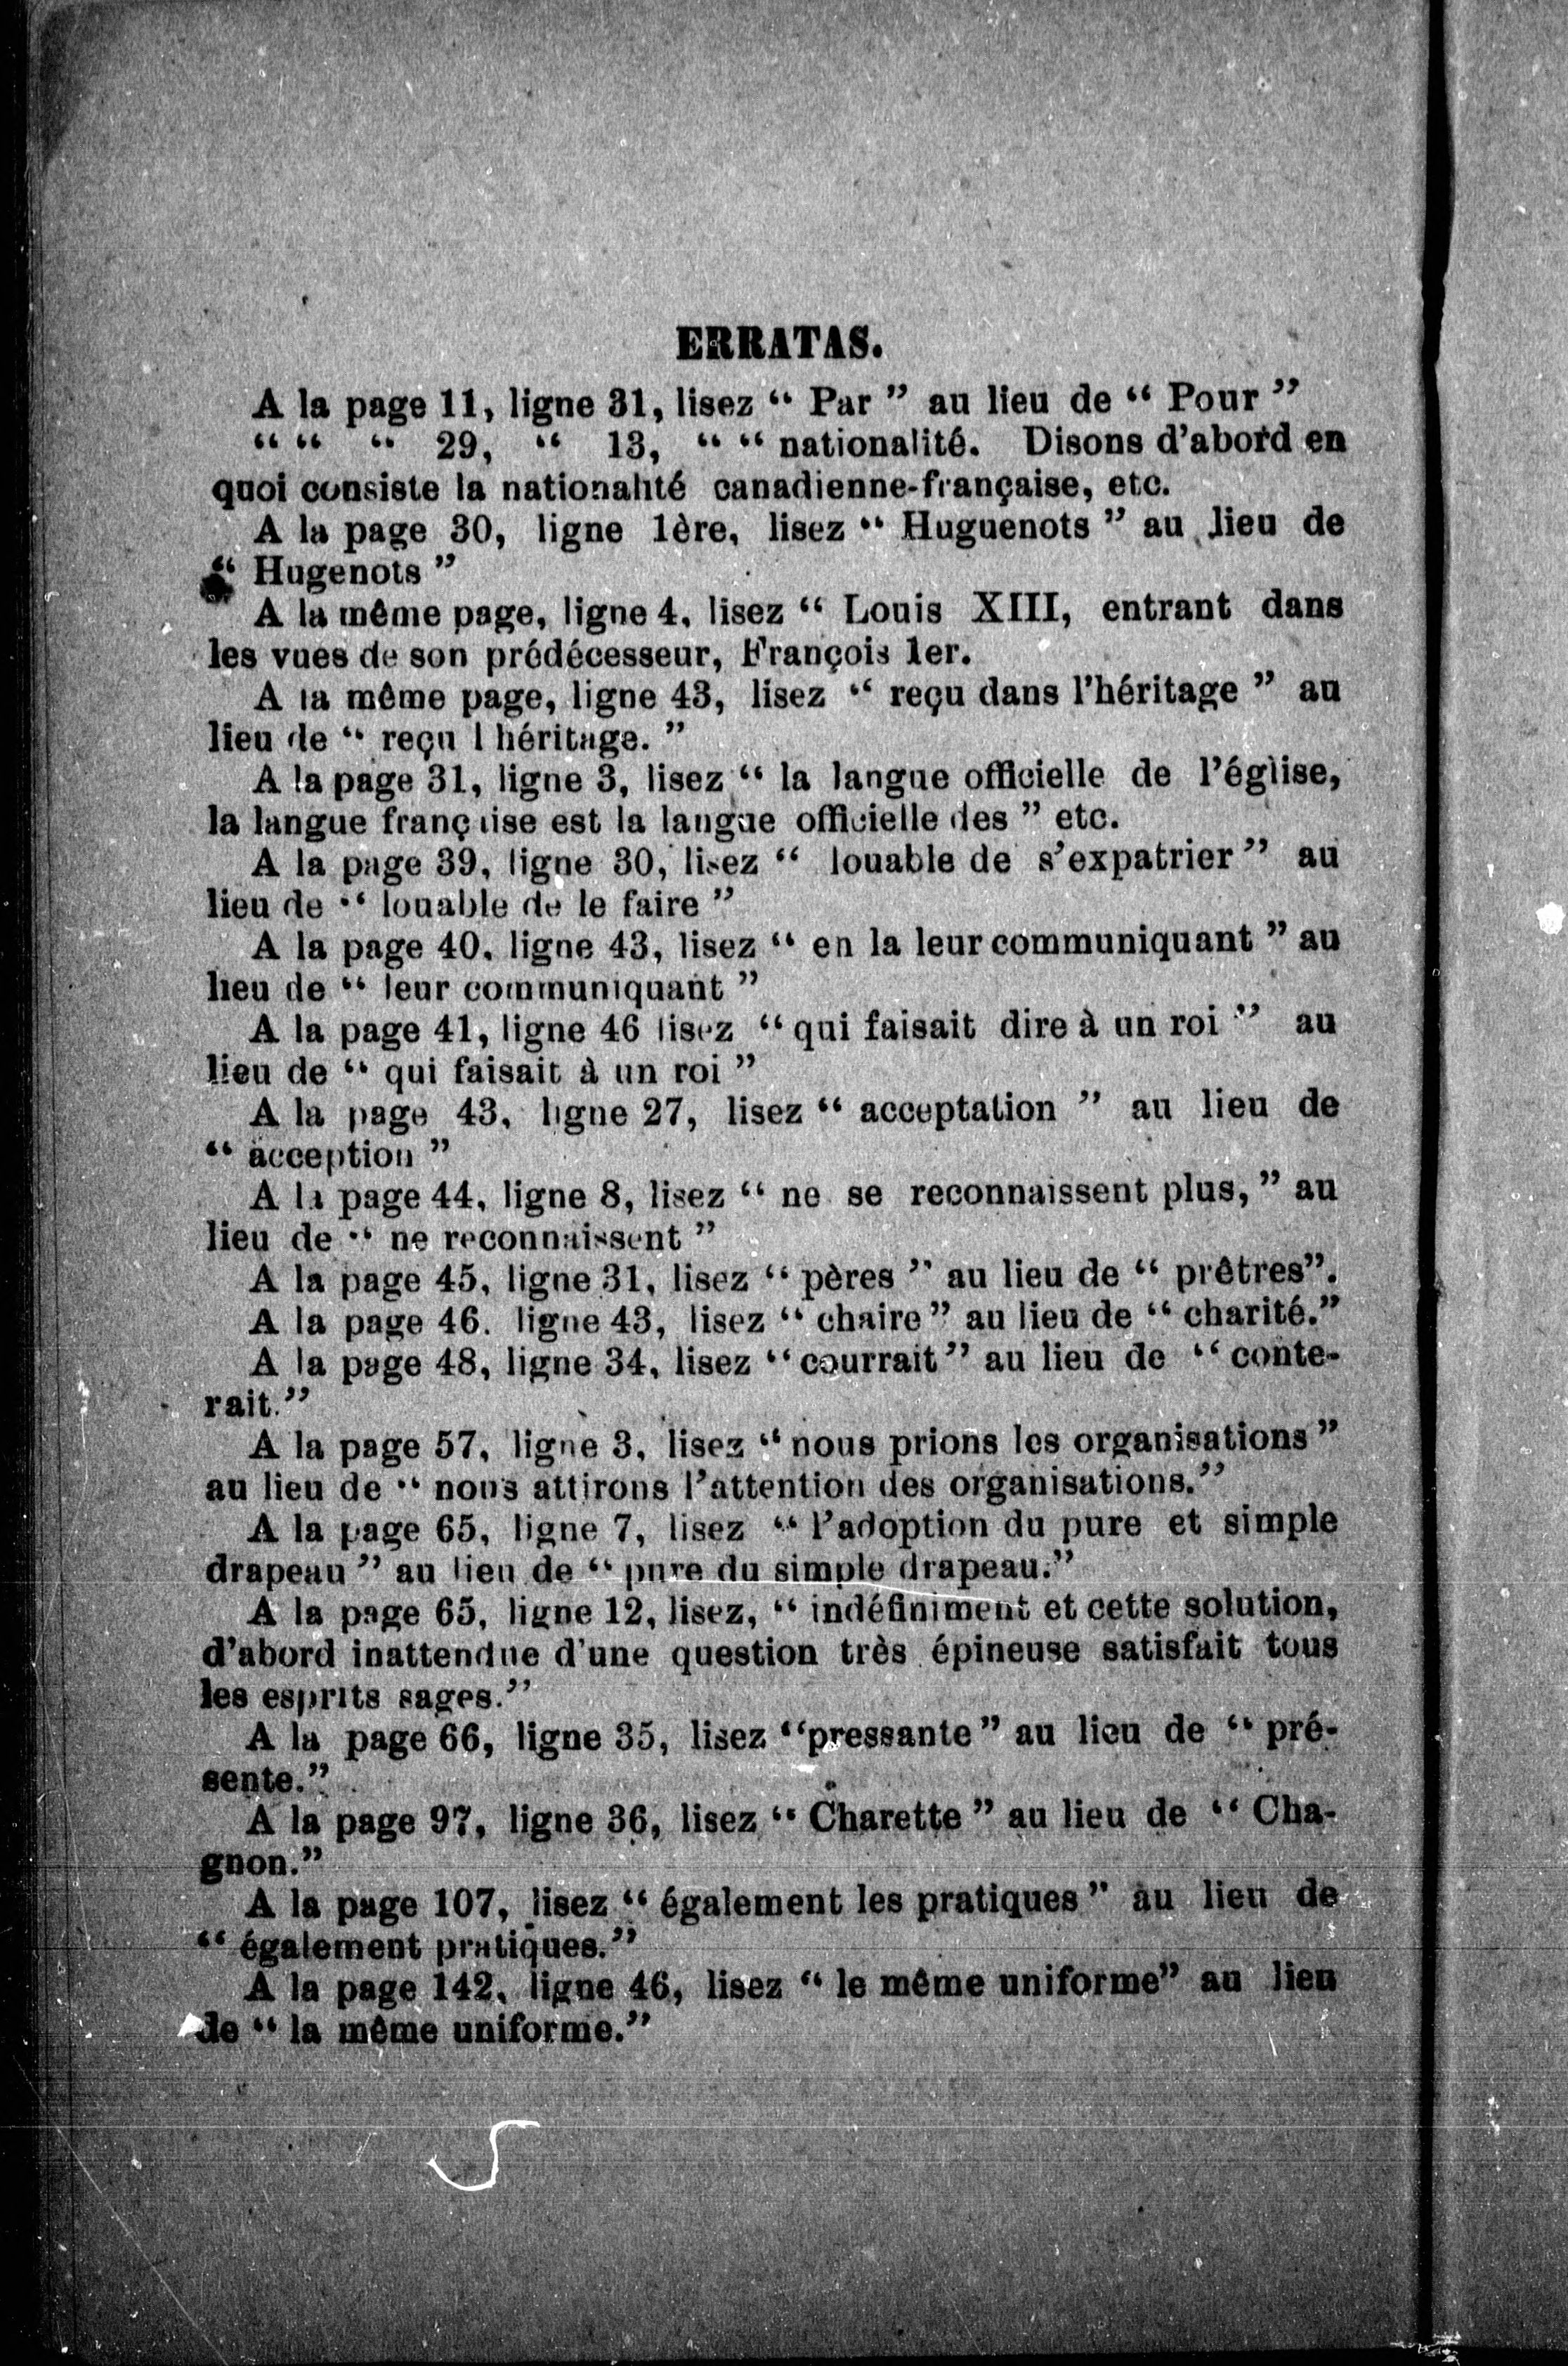 ERRATAS.
A la page 11, ligne 31, lisez “ Par ” au lieu de “ Pour ”
“ “ “ 29, “ 13, “ “ nationalité. Disons d'abord en
quoi consiste la nationalité canadienne-française, etc.
A la page 30, ligne 1ère, lisez “ Huguenots ” au lieu de
“ Hugenots ”
A la même page, ligne 4, lisez “ Louis XIII, entrant dans
les vues de son prédécesseur, François 1er.
A la même page, ligne 43, lisez “ reçu dans l'héritage ” au
lieu de “ reçu l héritage. ”
A la page 31, ligne 3, lisez “ la langue officielle de l'église,
la langue française est la langue officielle des ” etc.
A la page 39, ligne 30, lisez “ louable de s'expatrier ” au
lieu de “ louable de le faire ”
A la page 40, ligne 43, lisez “ en la leur communiquant ” au
lieu de “ leur communiquant ”
A la page 41, ligne 46 lisez “ qui faisait dire à un roi ” au
lieu de “ qui faisait à un roi ”
A la page 43, ligne 27, lisez “ acceptation ” au lieu de
“ acception ”
A la page 44, ligne 8, lisez “ ne se reconnaissent plus, ” au
lieu de “ ne reconnaissent ”
A la page 45, ligne 31, lisez “ pères ” au lieu de “ prêtres”.
A la page 46. ligne 43, lisez “ chaire ” au lieu de “ charité.”
A la page 48, ligne 34, lisez “ courrait ” au lieu de “ conte-
rait.”
A la page 57, ligne 3, lisez “ nous prions les organisations ”
au lieu de “ nous attirons l'attention des organisations.”
A la page 65, ligne 7, lisez “ l'adoption du pure et simple
drapeau ” au lieu de “ pure du simple drapeau.”
A la page 65, ligne 12, lisez, “ indéfiniment et cette solution,
d'abord inattendue d'une question très épineuse satisfait tous
les esprits sages.”
A la page 66, ligne 35, lisez “pressante ” au lieu de “ pré-
sente.”
A la page 97, ligne 36, lisez “ Charette ” au lieu de “ Cha-
gnon.”
A la page 107, lisez “ également les pratiques ” au lieu de
“ également pratiques.”
A la page 142, ligne 46, lisez “ le même uniforme” au lieu
de “ la même uniforme.”